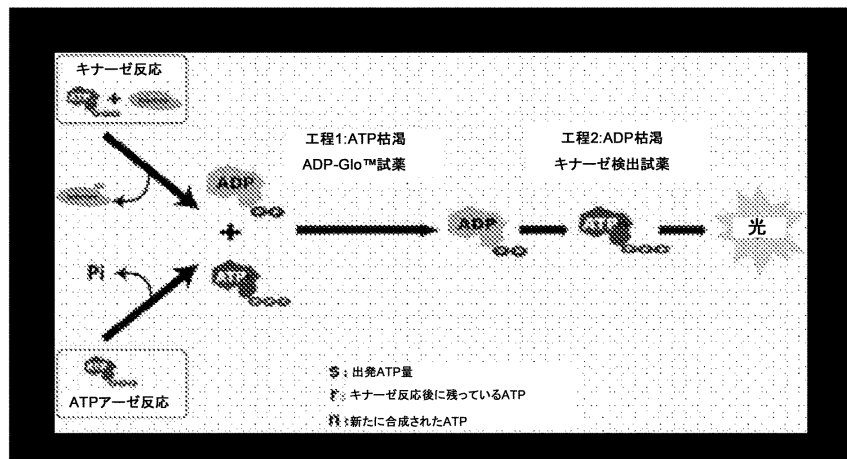 キナーゼ反応
+
工程1:ATP枯渇
ADP-Glo™試薬
工程2:ADP枯渇
キナーゼ検出試薬
ADP
+
ADP
ATP
光
Pi
ATPアーゼ反応
S：出発ATP量
r：キナーゼ反応後に残っているATP
n：新たに合成されたATP